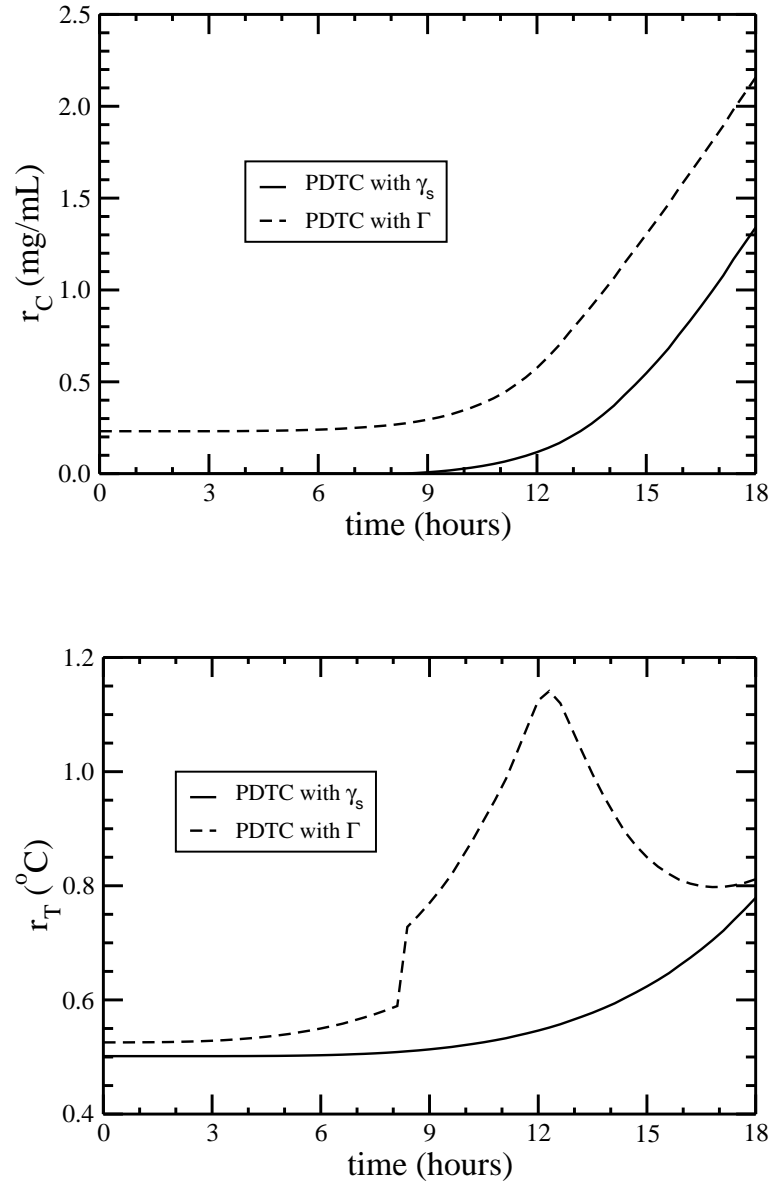 2.5
2.0
1.5
1.0
0.5
0.0
r_C (mg/mL)
PDTC with γ_s
PDTC with Γ
0 3 6 9 12 15 18
time (hours)
1.2
1.0
0.8
0.6
0.4
r_T (°C)
PDTC with γ_s
PDTC with Γ
0 3 6 9 12 15 18
time (hours)